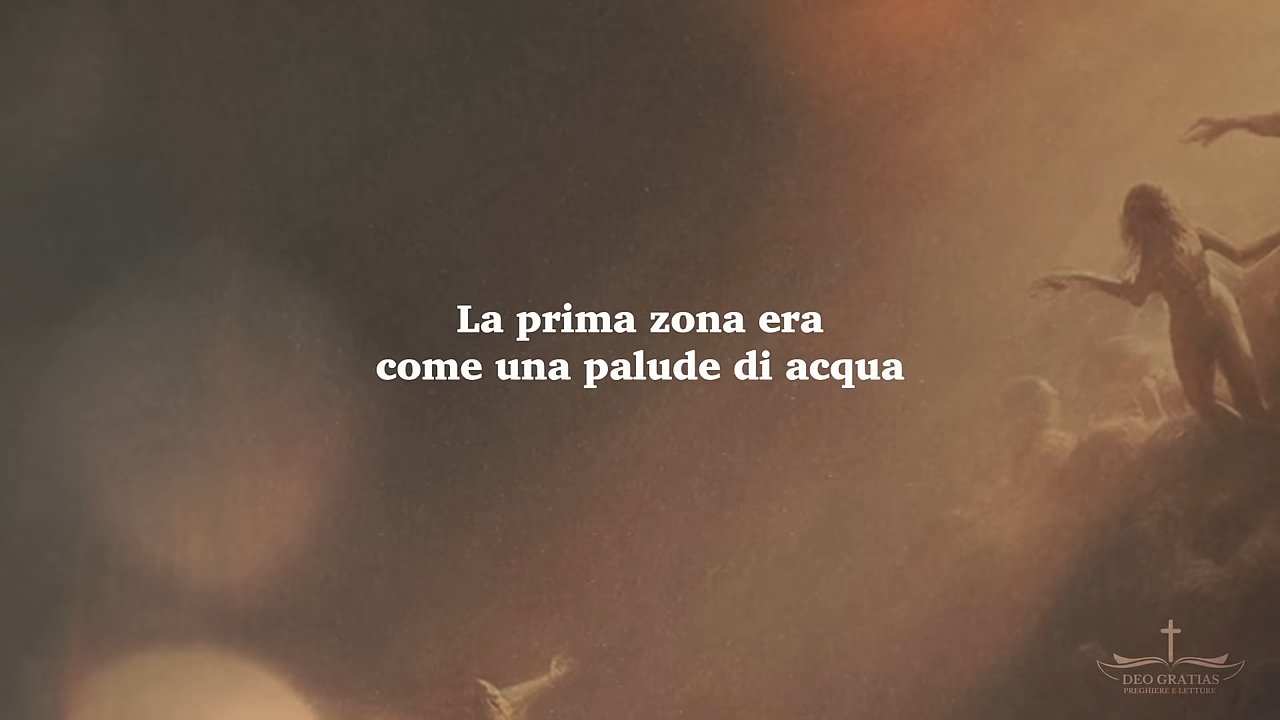 La prima zona era
come una palude di acqua
DEO GRATIAS
PREGHIERE E LETTURE